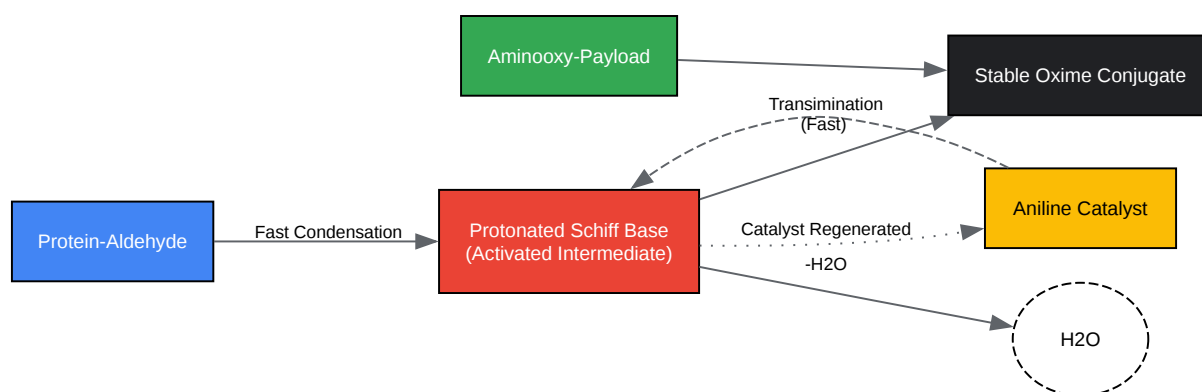 Aminooxy-Payload
Stable Oxime Conjugate
Transimination
(Fast)
Protein-Aldehyde
Fast Condensation
Protonated Schiff Base
(Activated Intermediate)
Catalyst Regenerated
Aniline Catalyst
-H2O
H2O